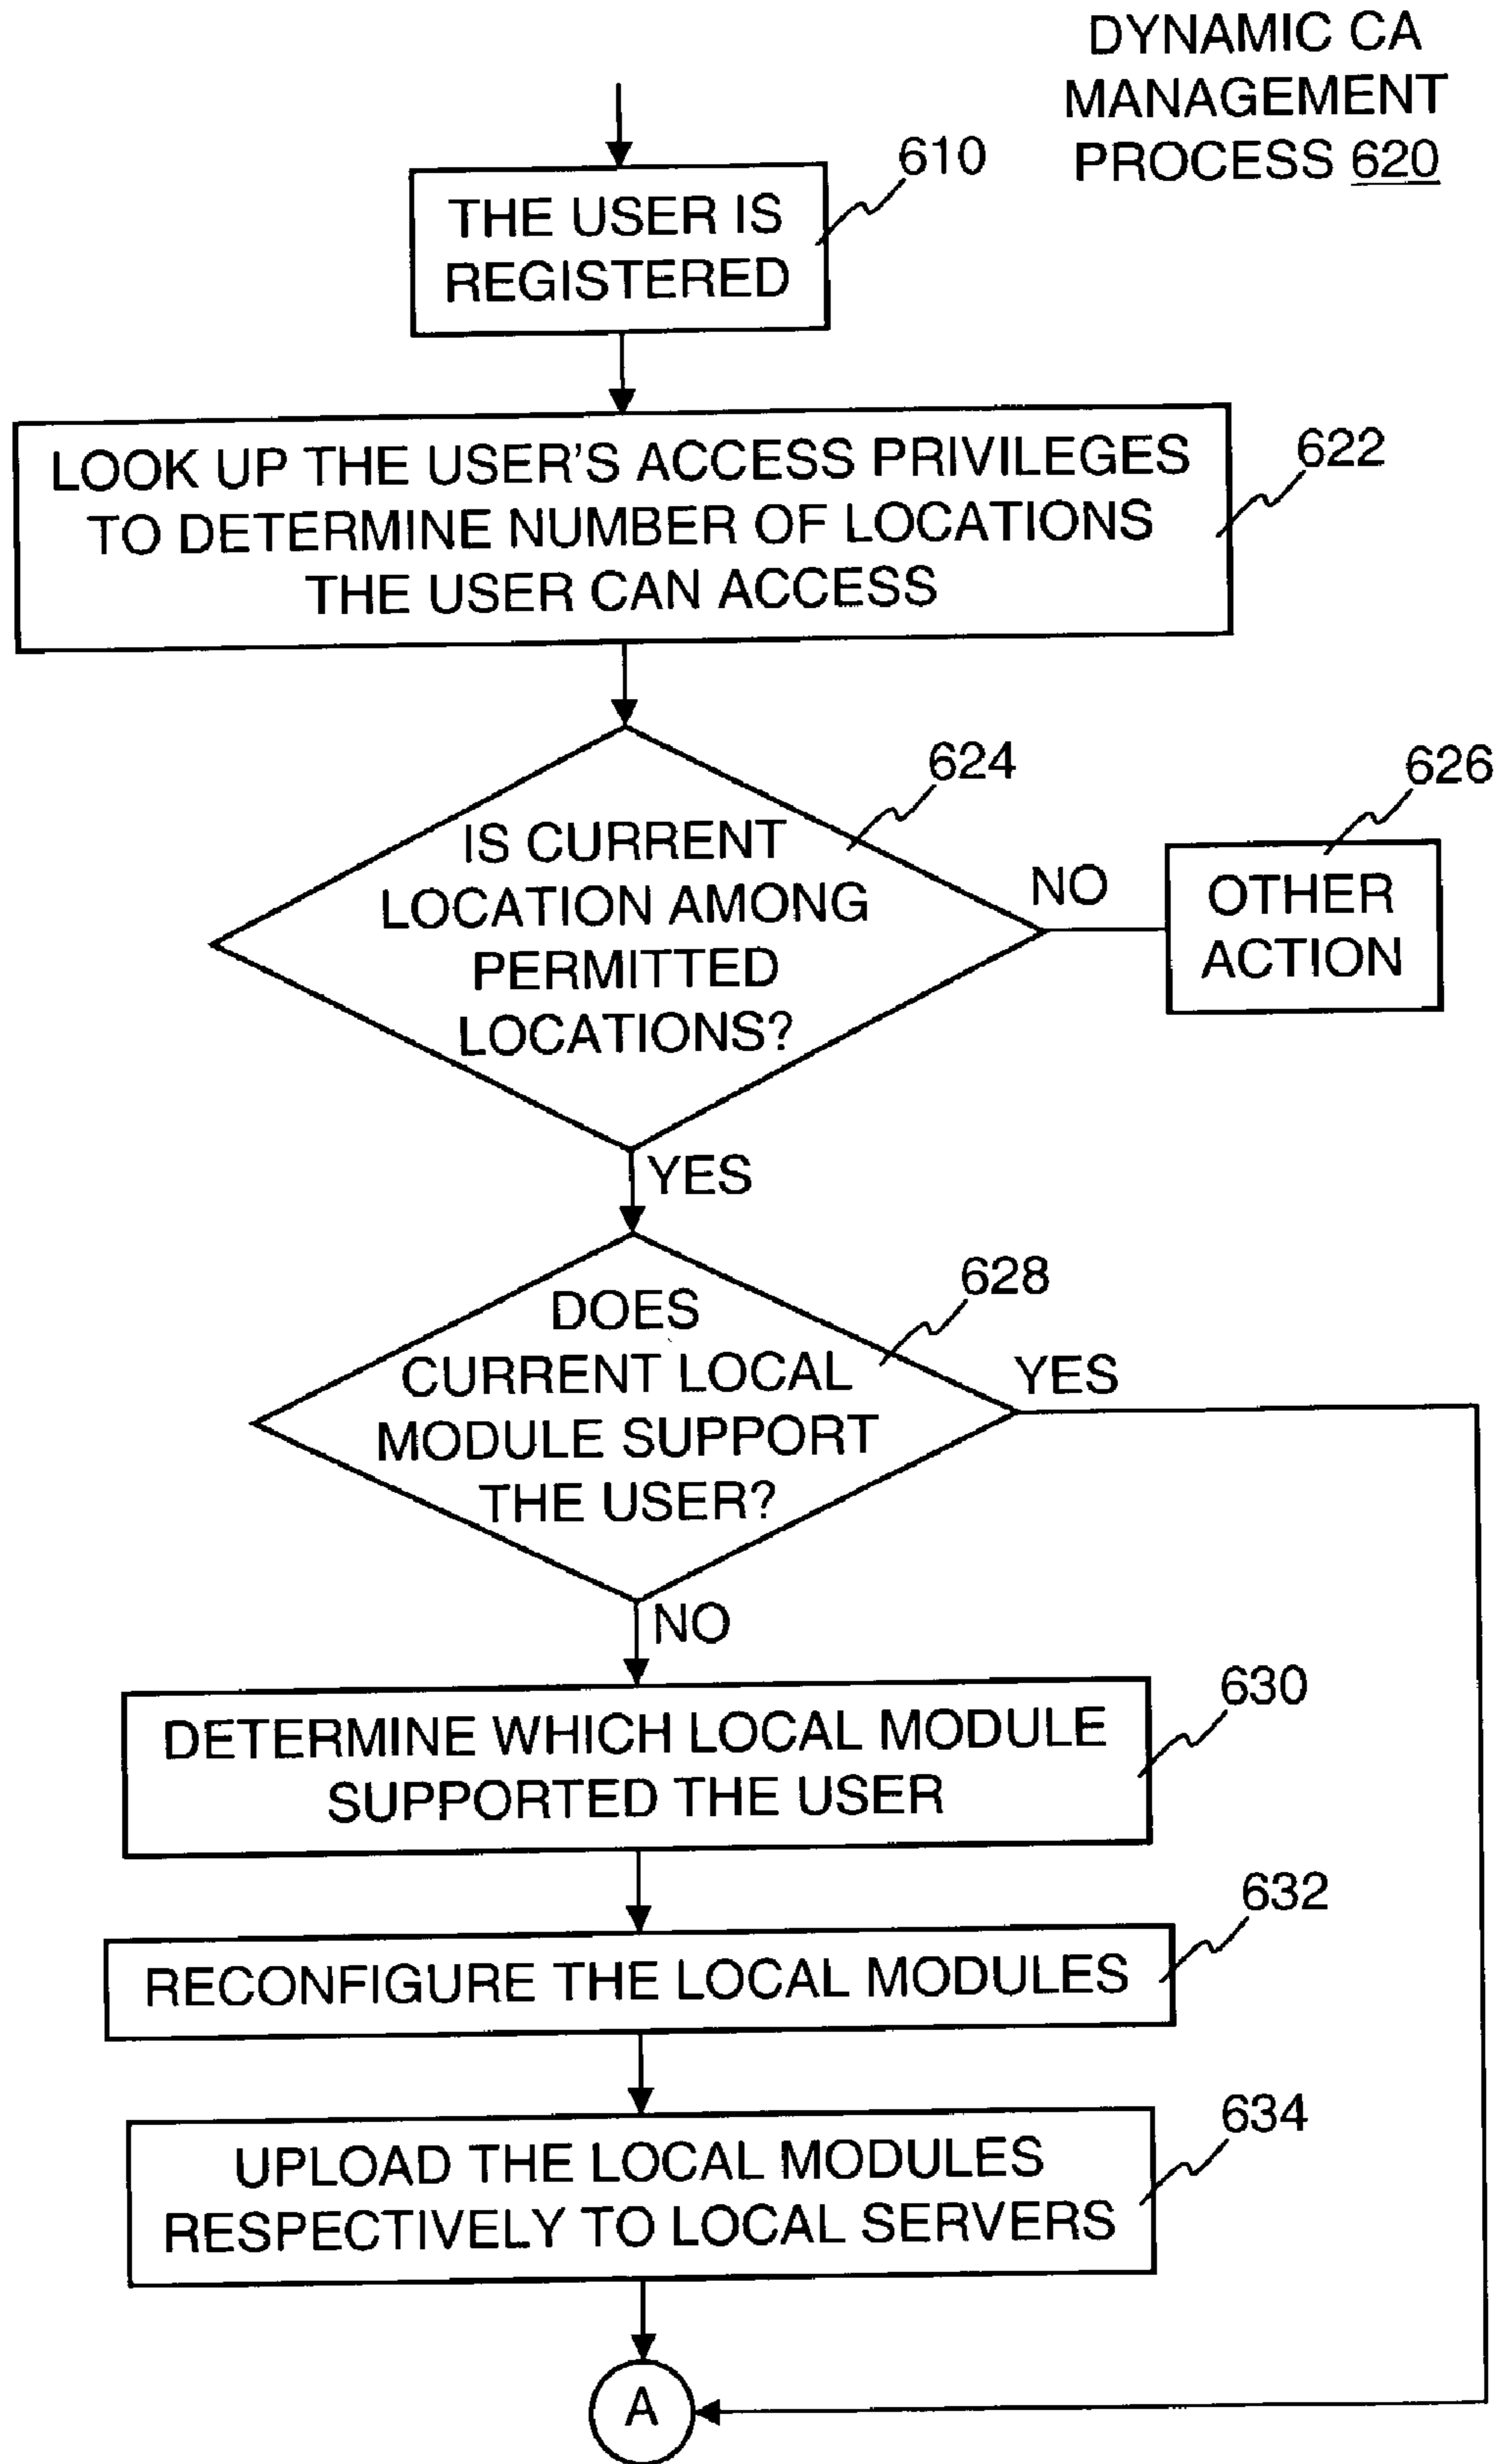 DYNAMIC CA
MANAGEMENT
PROCESS 620
610
THE USER IS
REGISTERED
622
LOOK UP THE USER'S ACCESS PRIVILEGES
TO DETERMINE NUMBER OF LOCATIONS
THE USER CAN ACCESS
624
626
IS CURRENT
LOCATION AMONG
PERMITTED
LOCATIONS?
NO
OTHER
ACTION
YES
628
DOES
CURRENT LOCAL
MODULE SUPPORT
THE USER?
YES
NO
630
DETERMINE WHICH LOCAL MODULE
SUPPORTED THE USER
632
RECONFIGURE THE LOCAL MODULES
634
UPLOAD THE LOCAL MODULES
RESPECTIVELY TO LOCAL SERVERS
A